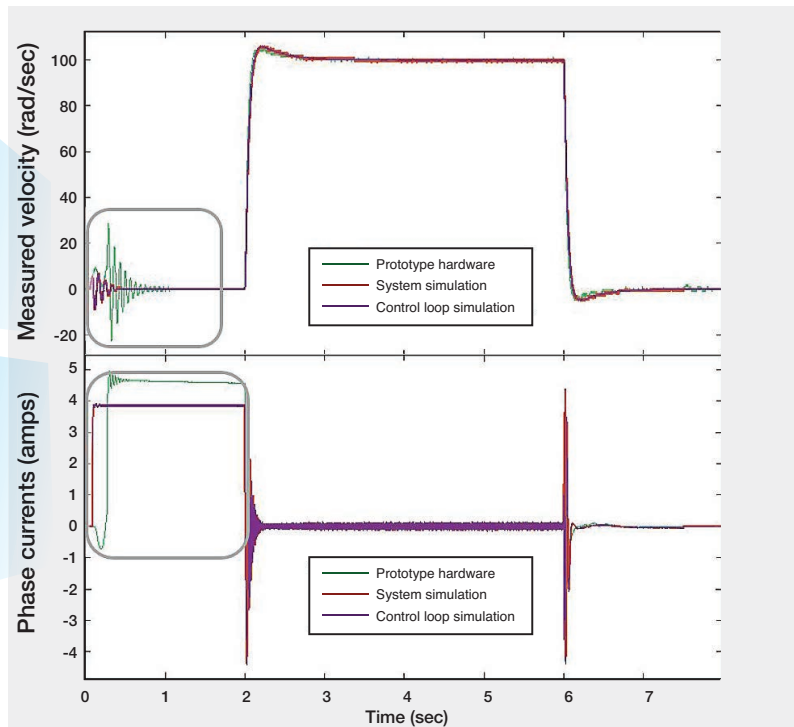 Measured velocity (rad/sec)
100
80
60
40
20
0
-20
Prototype hardware
System simulation
Control loop simulation
Phase currents (amps)
5
4
3
2
1
0
-1
-2
-3
-4
Prototype hardware
System simulation
Control loop simulation
0 1 2 3 4 5 6 7
Time (sec)